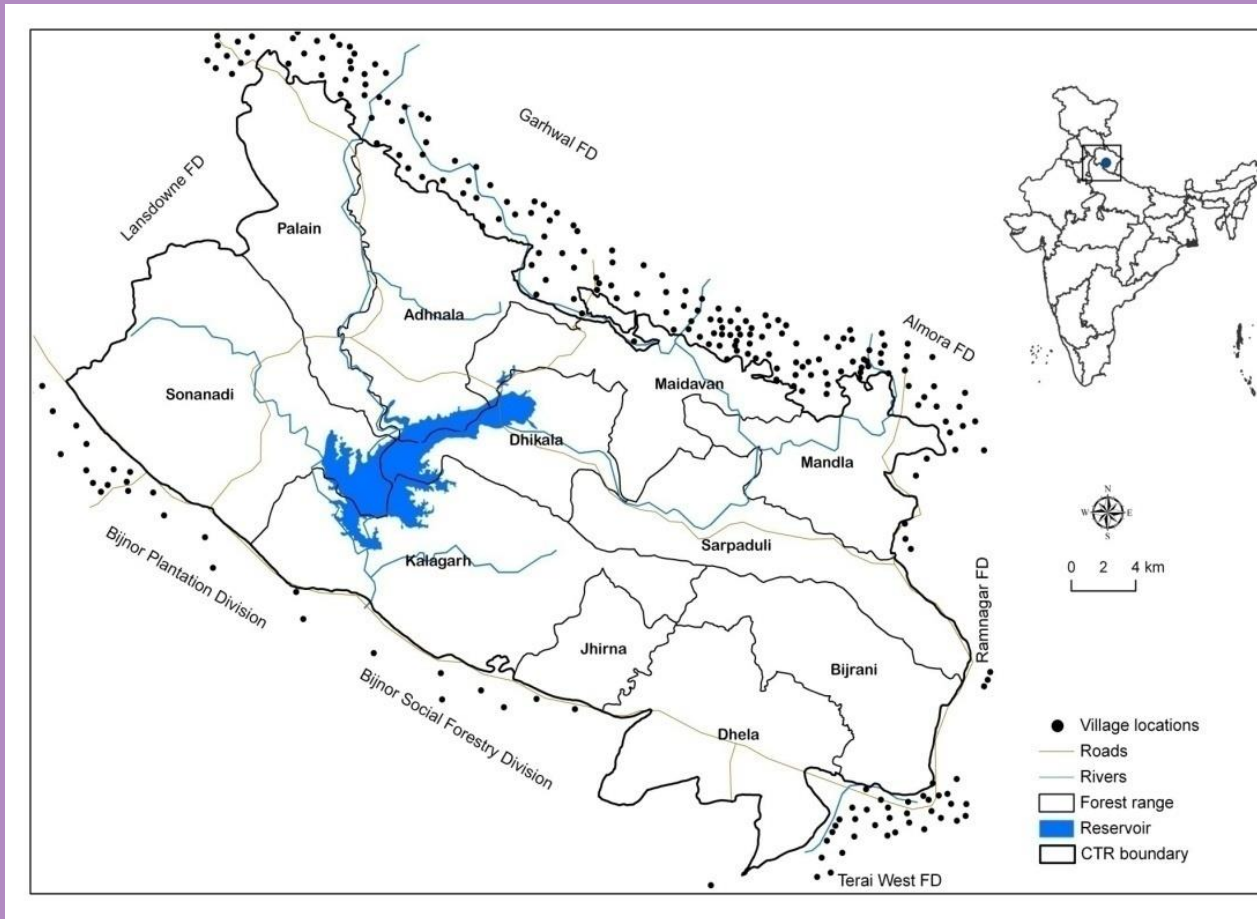 Garhwal FD
Lansdowne FD
Palain
Adhnala
Almora FD
Maidavan
Sonanadi
Dhikala
Mandla
Sarpaduli
Kalagarh
Bijnor Plantation Division
Jhirna
Bijrani
Ramnagar FD
Bijnor Social Forestry Division
Dhela
Terai West FD
N
W E
S
0 2 4 km
Village locations
Roads
Rivers
Forest range
Reservoir
CTR boundary